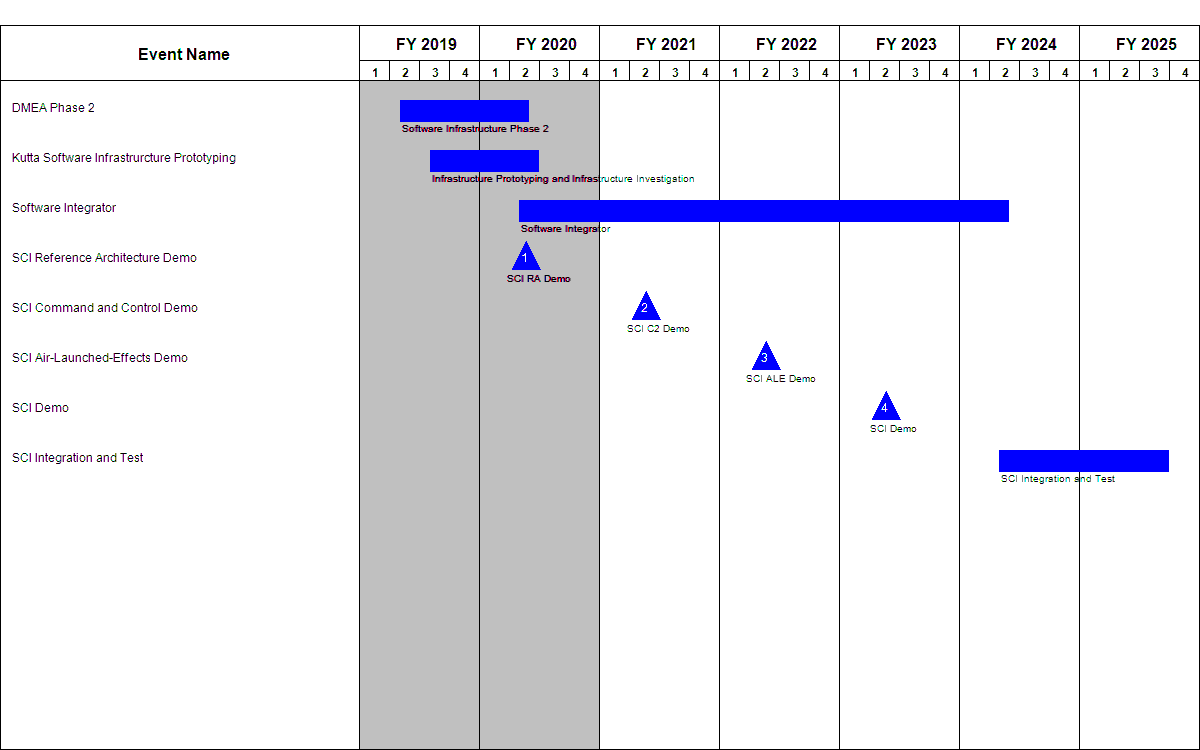 Event Name
FY 2019 FY 2020 FY 2021 FY 2022 FY 2023 FY 2024 FY 2025
1 2 3 4 1 2 3 4 1 2 3 4 1 2 3 4 1 2 3 4 1 2 3 4 1 2 3 4
DMEA Phase 2
Software Infrastructure Phase 2
Kutta Software Infrastrurcture Prototyping
Infrastructure Prototyping and Infrastructure Investigation
Software Integrator
Software Integrator
SCI Reference Architecture Demo
1
SCI RA Demo
SCI Command and Control Demo
2
SCI C2 Demo
SCI Air-Launched-Effects Demo
3
SCI ALE Demo
SCI Demo
4
SCI Demo
SCI Integration and Test
SCI Integration and Test